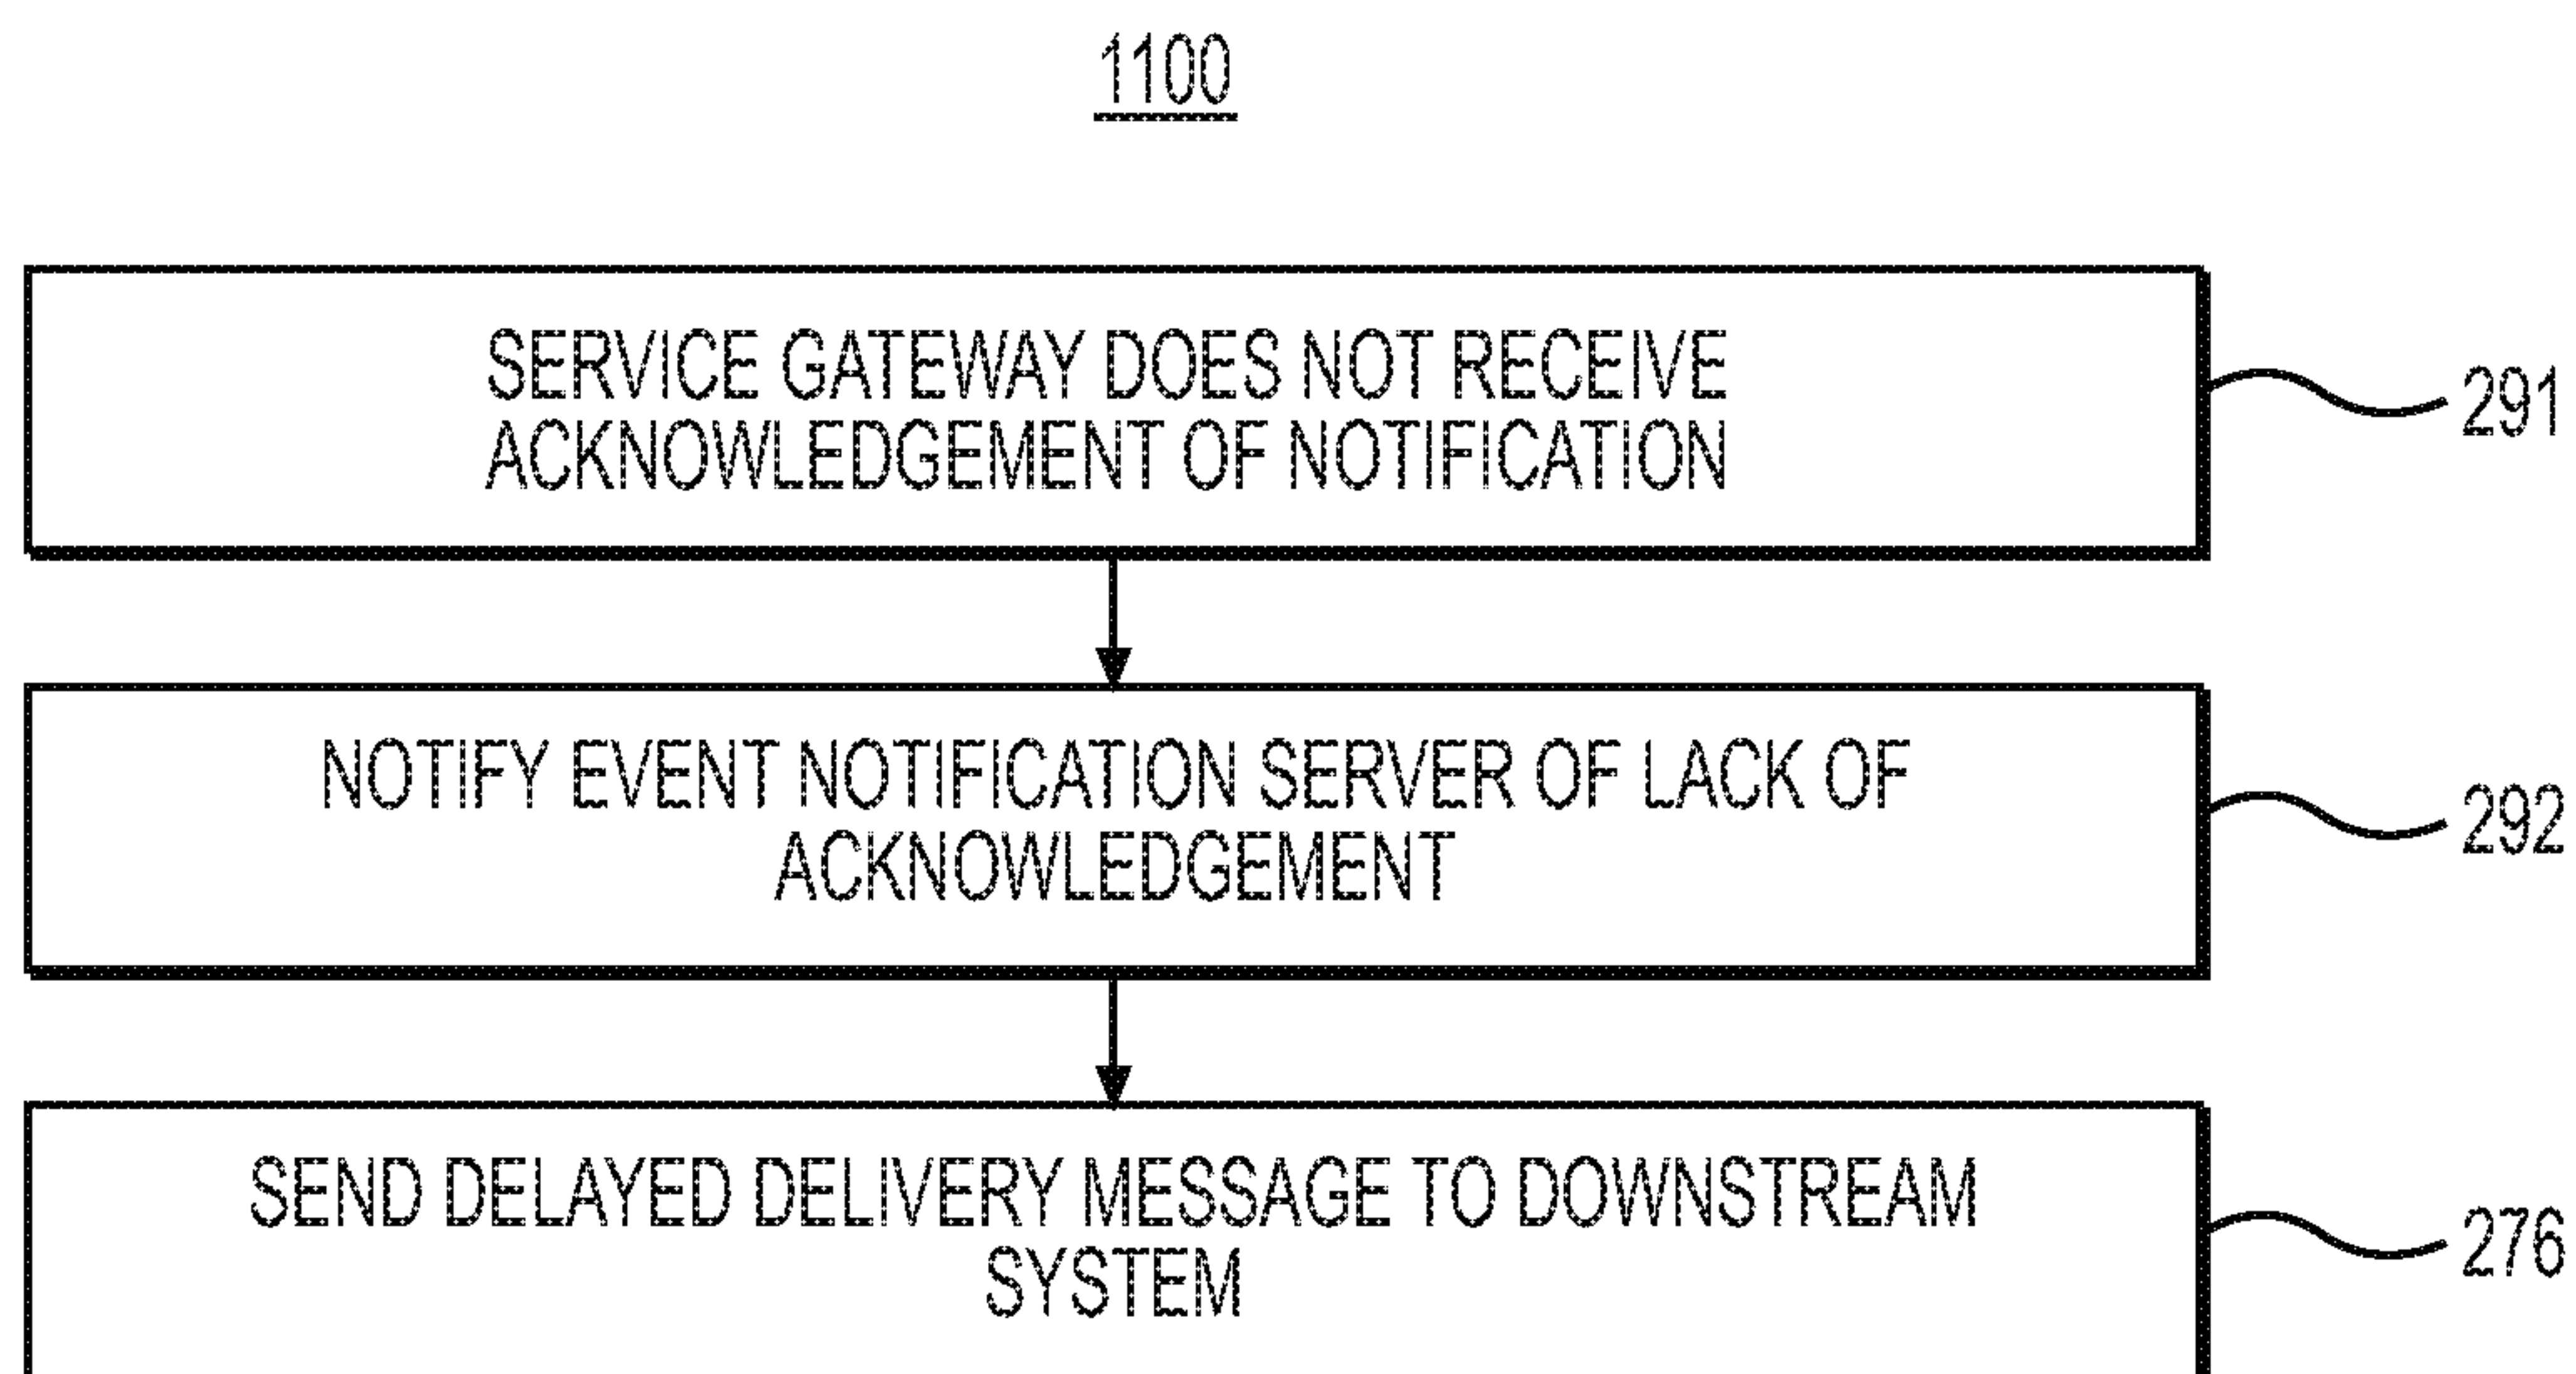 1100
SERVICE GATEWAY DOES NOT RECEIVE
ACKNOWLEDGEMENT OF NOTIFICATION
291
NOTIFY EVENT NOTIFICATION SERVER OF LACK OF
ACKNOWLEDGEMENT
292
SEND DELAYED DELIVERY MESSAGE TO DOWNSTREAM
SYSTEM
276